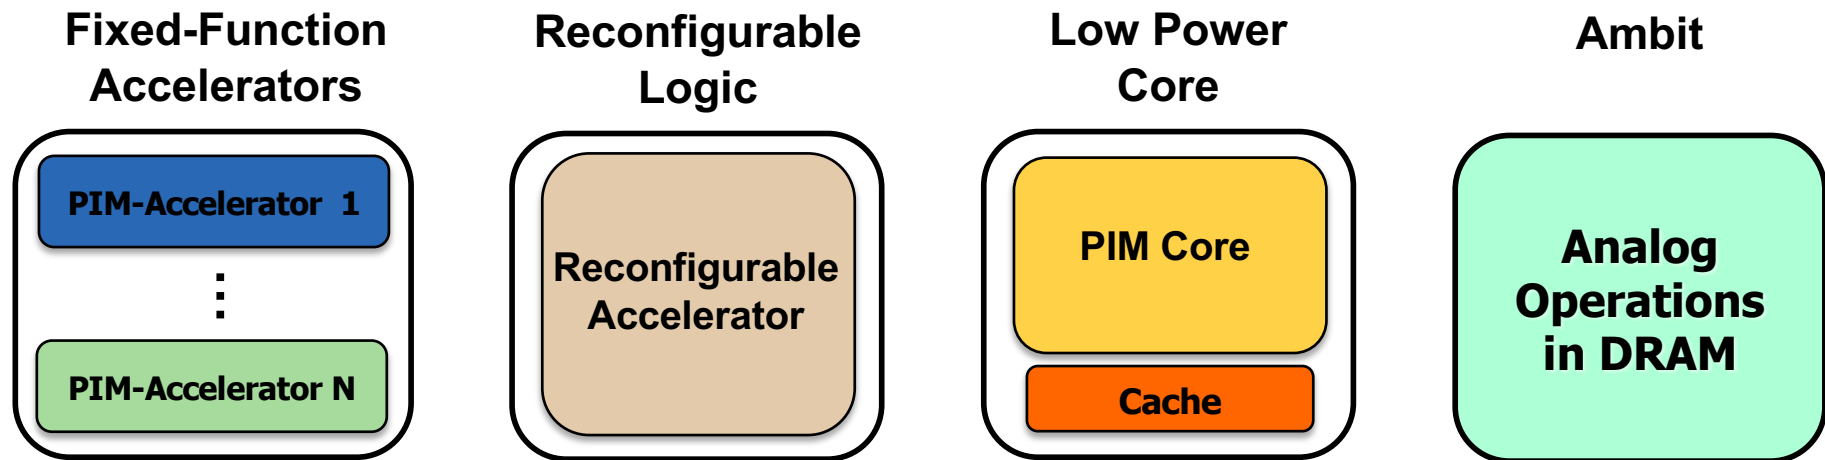 Fixed-Function
Accelerators
PIM-Accelerator 1
⋮
PIM-Accelerator N
Reconfigurable
Logic
Reconfigurable
Accelerator
Low Power
Core
PIM Core
Cache
Ambit
Analog
Operations
in DRAM